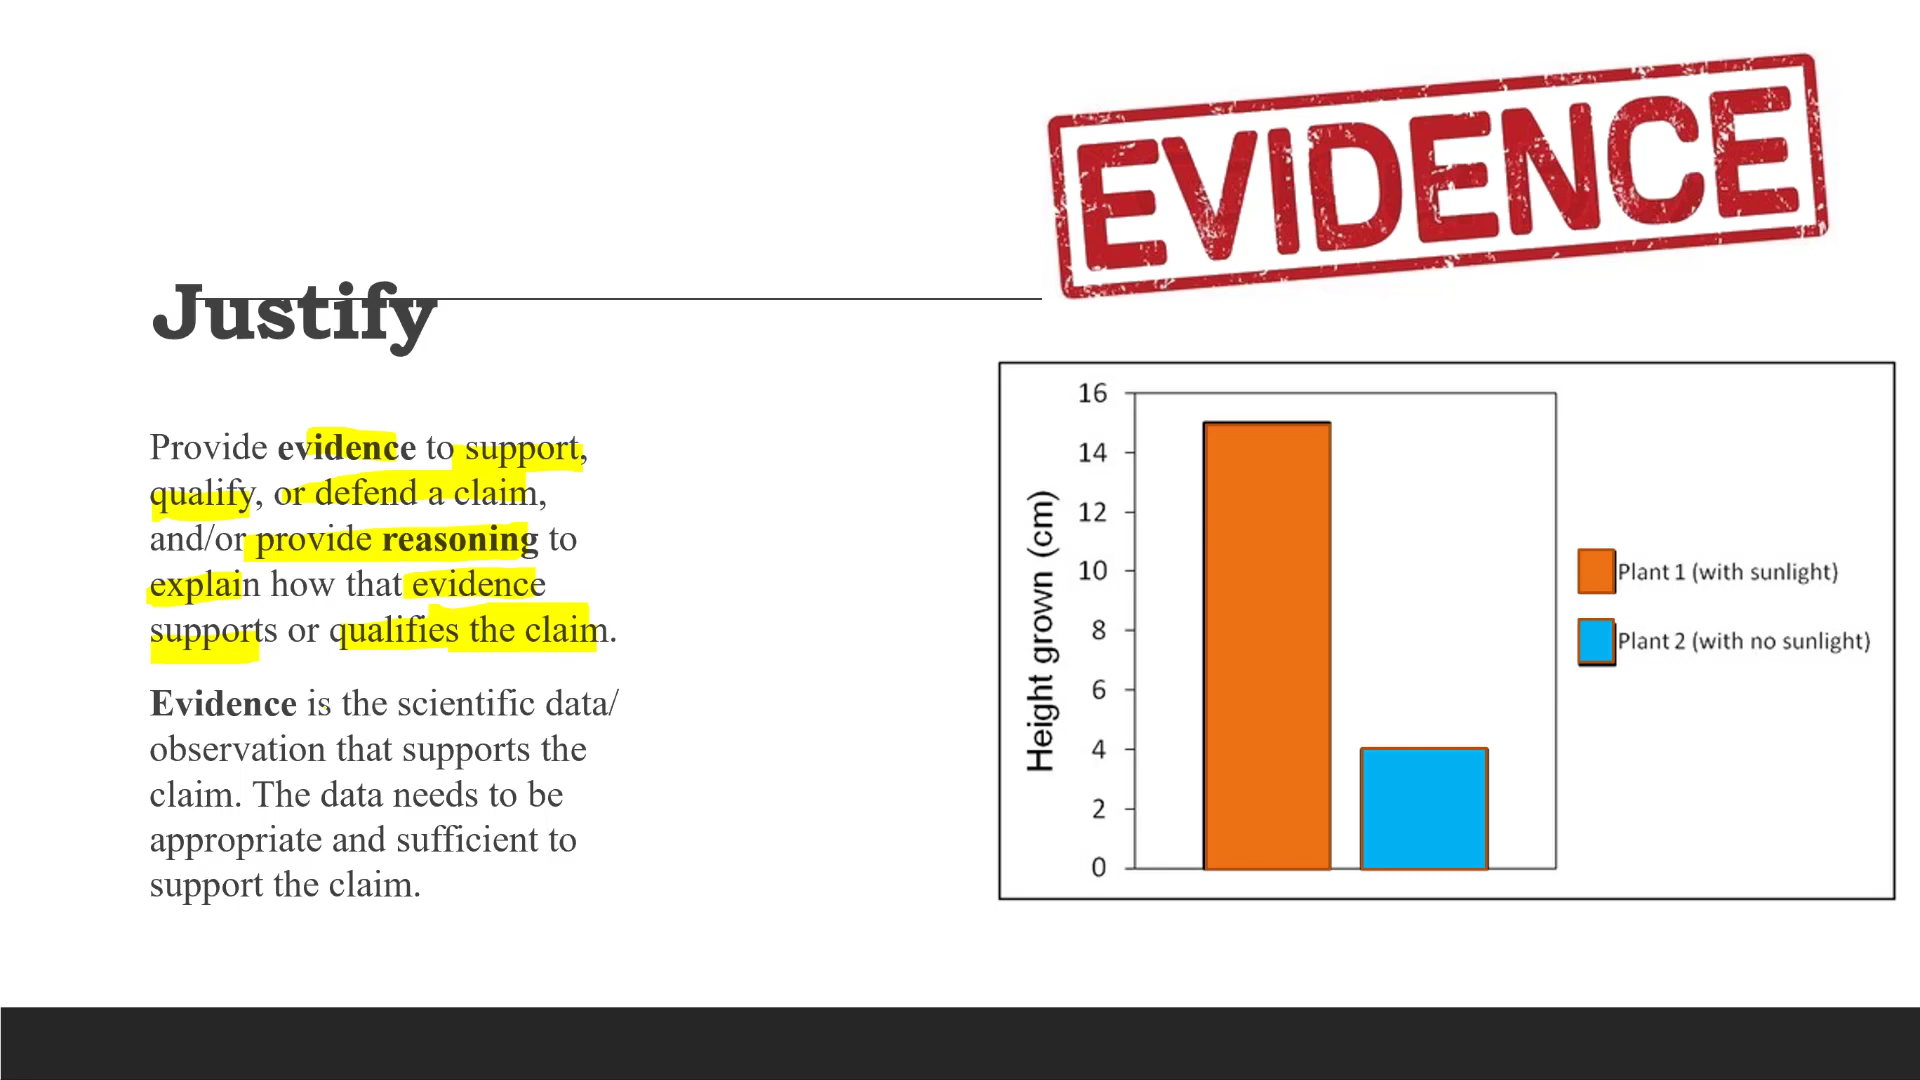 EVIDENCE
Justify
Provide evidence to support,
qualify, or defend a claim,
and/or provide reasoning to
explain how that evidence
supports or qualifies the claim.
Evidence is the scientific data/
observation that supports the
claim. The data needs to be
appropriate and sufficient to
support the claim.
Height grown (cm)
16
14
12
10
8
6
4
2
0
Plant 1 (with sunlight)
Plant 2 (with no sunlight)